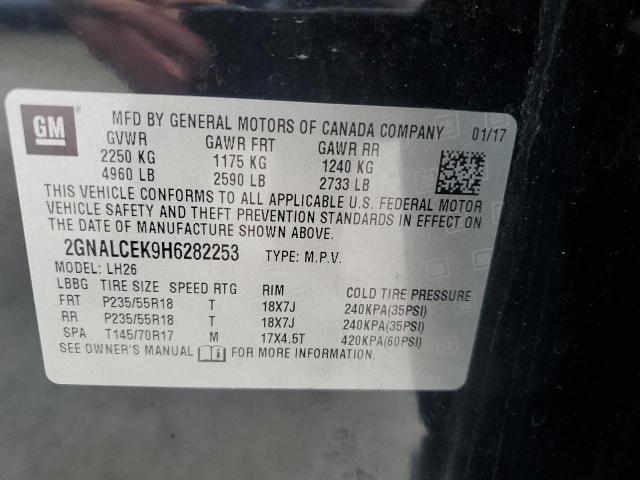 GM ®
MFD BY GENERAL MOTORS OF CANADA COMPANY 01/17
GVWR GAWR FRT GAWR RR
2250 KG 1175 KG 1240 KG
4960 LB 2590 LB 2733 LB
THIS VEHICLE CONFORMS TO ALL APPLICABLE U.S. FEDERAL MOTOR
VEHICLE SAFETY AND THEFT PREVENTION STANDARDS IN EFFECT ON
THE DATE OF MANUFACTURE SHOWN ABOVE.
2GNALCEK9H6282253 TYPE: M.P.V.
MODEL: LH26
LBBG TIRE SIZE SPEED RTG RIM COLD TIRE PRESSURE
FRT P235/55R18 T 18X7J 240KPA(35PSI)
RR P235/55R18 T 18X7J 240KPA(35PSI)
SPA T145/70R17 M 17X4.5T 420KPA(60PSI)
SEE OWNER'S MANUAL FOR MORE INFORMATION.